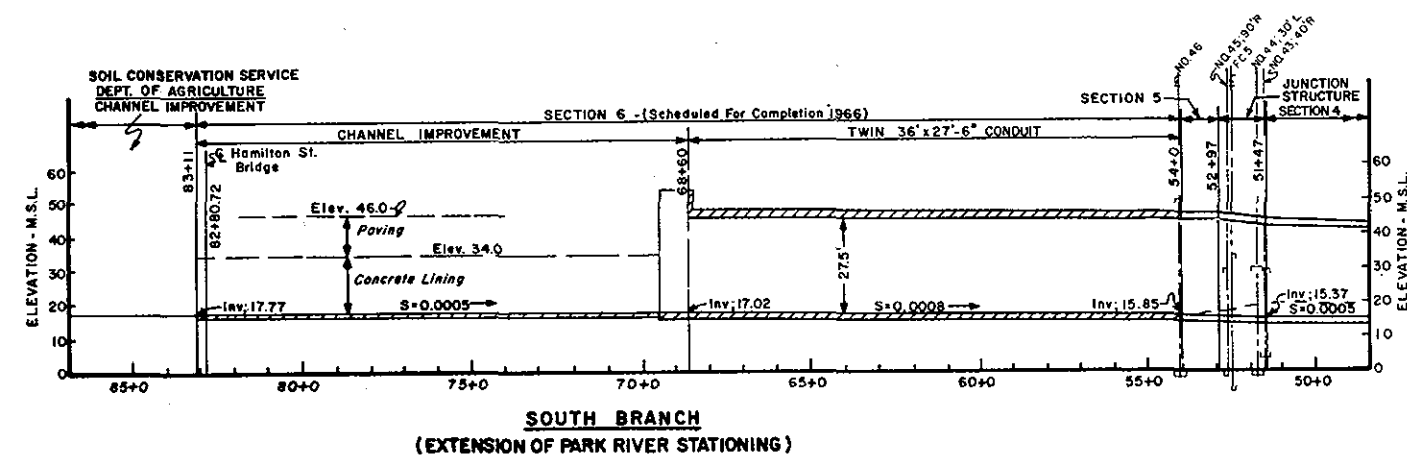 SOIL CONSERVATION SERVICE
DEPT. OF AGRICULTURE
CHANNEL IMPROVEMENT
SECTION 6 -(Scheduled For Completion 1966)
CHANNEL IMPROVEMENT
TWIN 36' x 27'-6" CONDUIT
SECTION 5
JUNCTION
STRUCTURE
SECTION 4
NO.46
NO.45; 90'R
F.C. 5
NO.44; 30' L
NO.43; 40'R
83+11
℄ Hamilton St.
Bridge
82+80.72
68+60
54+0
52+97
51+47
ELEVATION - M.S.L.
60
50
40
30
20
10
0
Elev. 46.0
Paving
Elev. 34.0
Concrete Lining
27.5'
Inv; 17.77
S=0.0005
Inv; 17.02
S=0.0008
Inv; 15.85
Inv; 15.37
S=0.0005
60
50
40
30
20
10
0
ELEVATION - M.S.L.
85+0
80+0
75+0
70+0
65+0
60+0
55+0
50+0
SOUTH BRANCH
(EXTENSION OF PARK RIVER STATIONING)